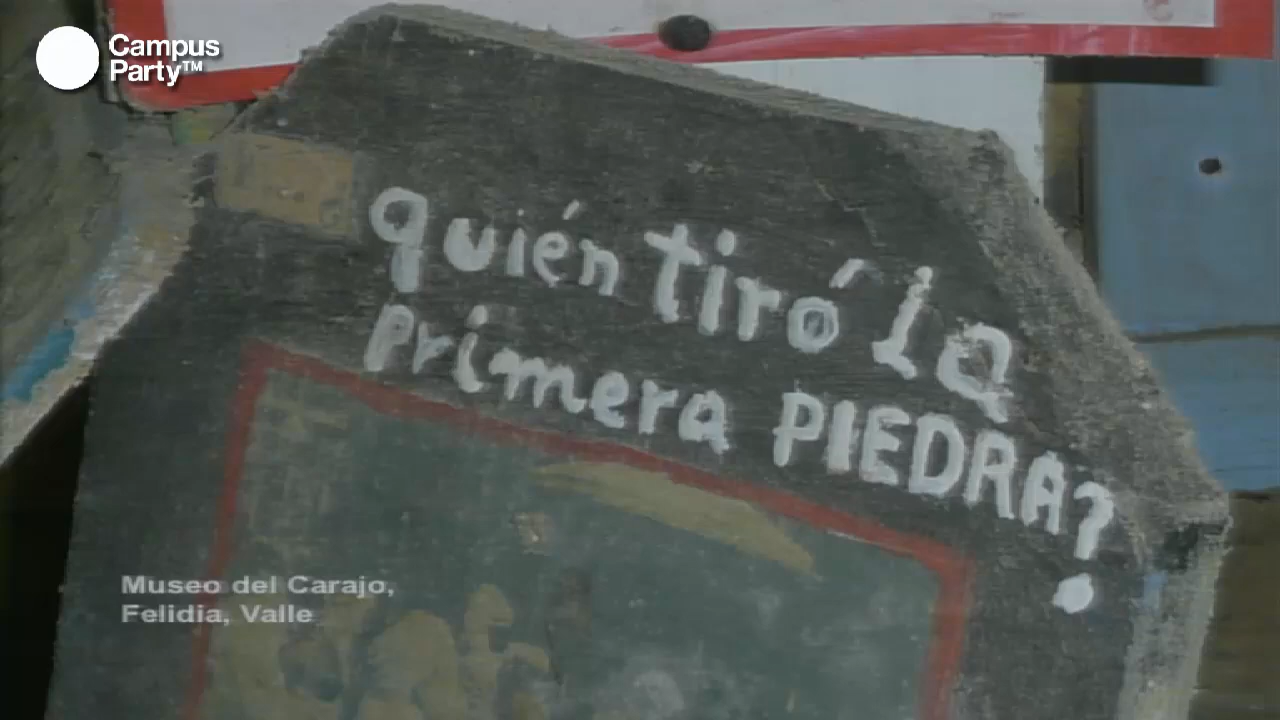 Campus
Party™
quién tiró la
Primera PIEDRA?
Museo del Carajo,
Felidia, Valle